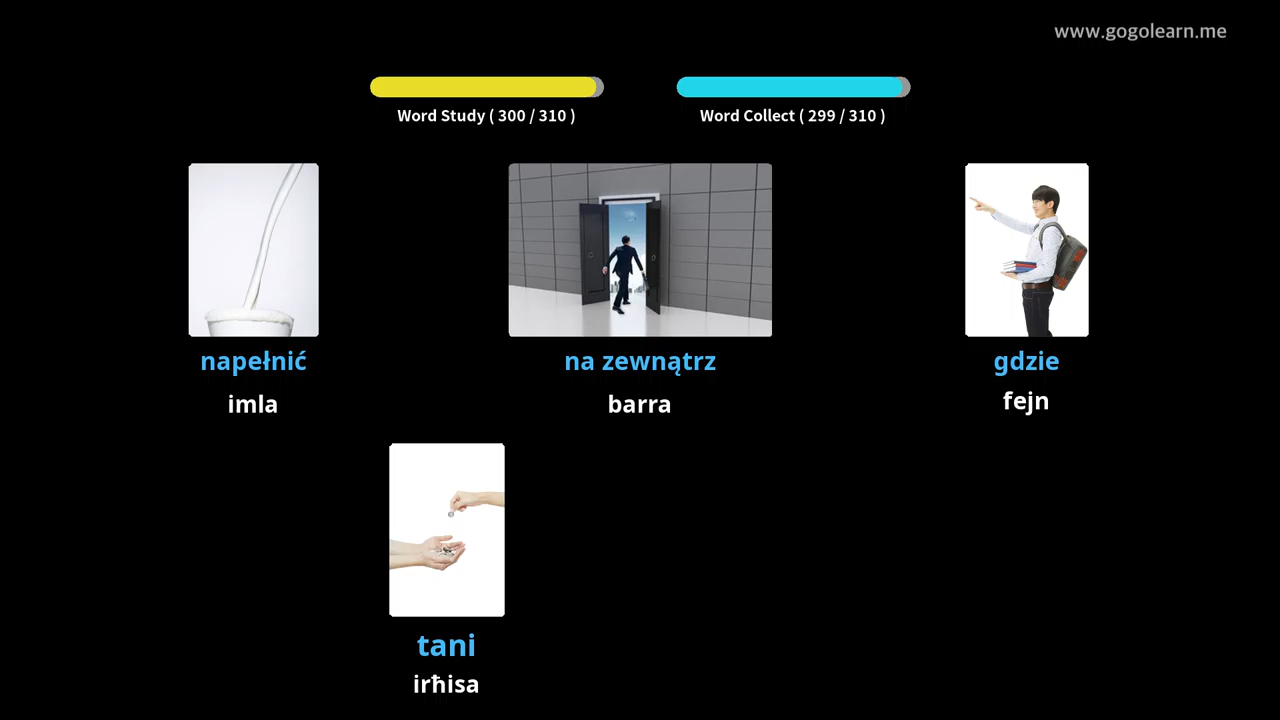 www.gogolearn.me
Word Study ( 300 / 310 )
Word Collect ( 299 / 310 )
napełnić
imla
na zewnątrz
barra
gdzie
fejn
tani
irħisa